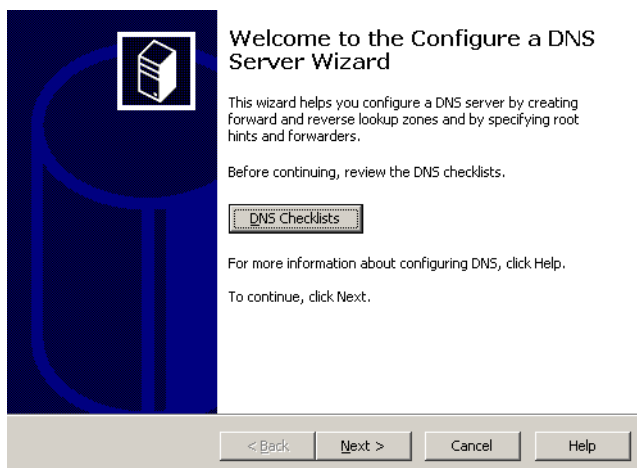 Welcome to the Configure a DNS
Server Wizard
This wizard helps you configure a DNS server by creating
forward and reverse lookup zones and by specifying root
hints and forwarders.
Before continuing, review the DNS checklists.
DNS Checklists
For more information about configuring DNS, click Help.
To continue, click Next.
< Back
Next >
Cancel
Help